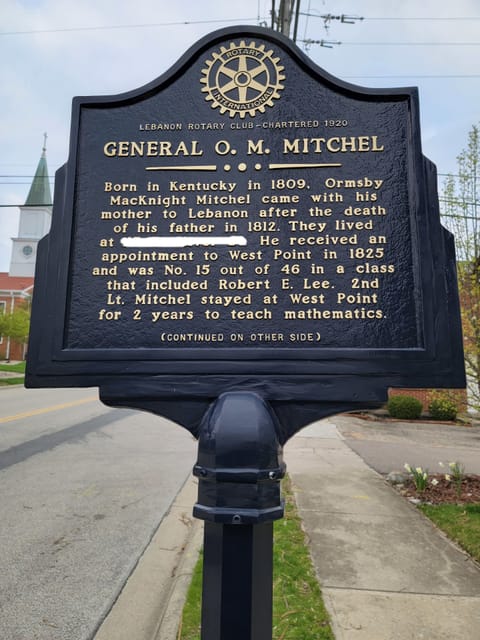 ROTARY
INTERNATIONAL
LEBANON ROTARY CLUB-CHARTERED 1920
GENERAL O. M. MITCHEL
Born in Kentucky in 1809, Ormsby
MacKnight Mitchel came with his
mother to Lebanon after the death
of his father in 1812. They lived
at He received an
appointment to West Point in 1825
and was No. 15 out of 46 in a class
that included Robert E. Lee. 2nd
Lt. Mitchel stayed at West Point
for 2 years to teach mathematics.
(CONTINUED ON OTHER SIDE)